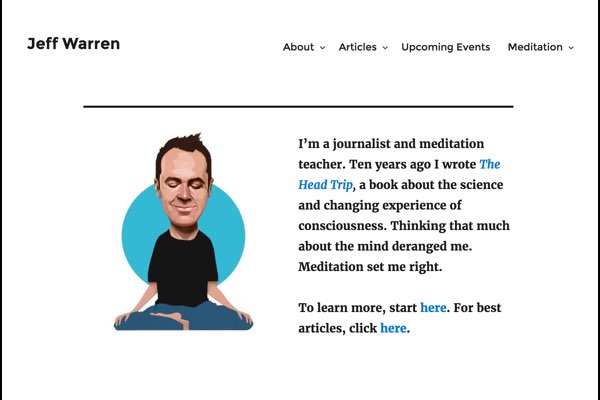 Jeff Warren
About
Articles
Upcoming Events
Meditation
I’m a journalist and meditation
teacher. Ten years ago I wrote The
Head Trip, a book about the science
and changing experience of
consciousness. Thinking that much
about the mind deranged me.
Meditation set me right.
To learn more, start here. For best
articles, click here.